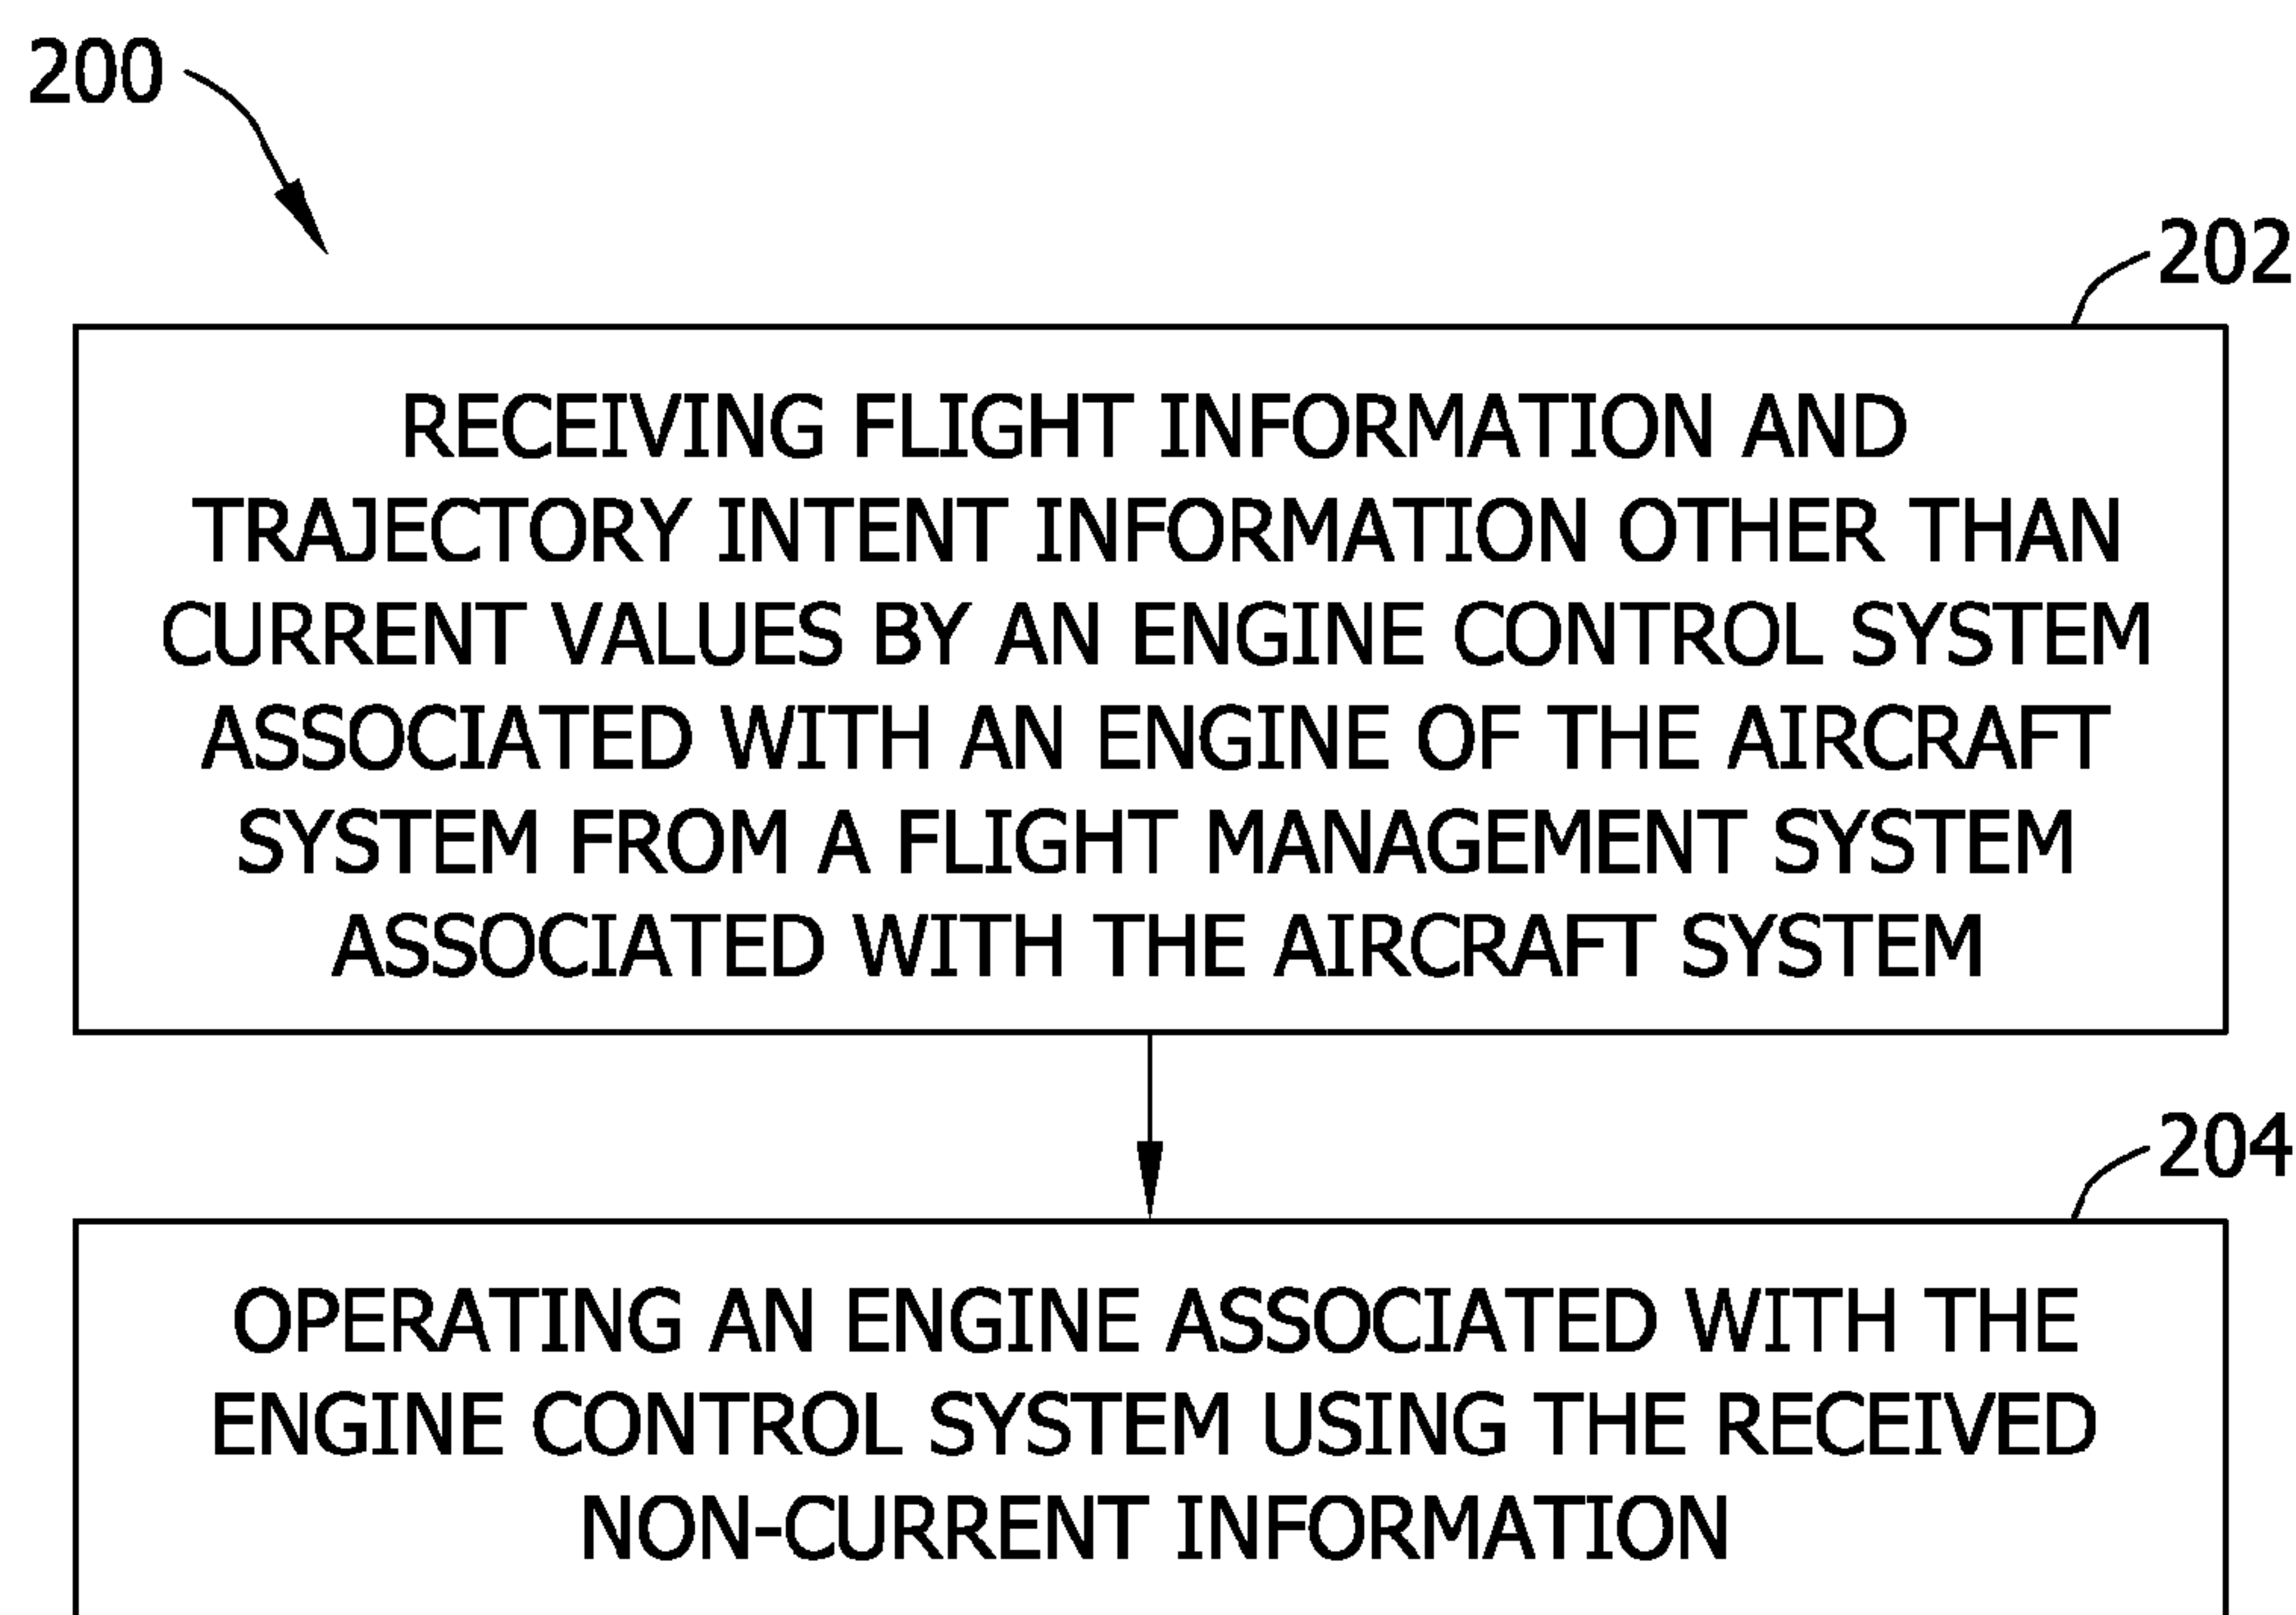 200
202
RECEIVING FLIGHT INFORMATION AND
TRAJECTORY INTENT INFORMATION OTHER THAN
CURRENT VALUES BY AN ENGINE CONTROL SYSTEM
ASSOCIATED WITH AN ENGINE OF THE AIRCRAFT
SYSTEM FROM A FLIGHT MANAGEMENT SYSTEM
ASSOCIATED WITH THE AIRCRAFT SYSTEM
204
OPERATING AN ENGINE ASSOCIATED WITH THE
ENGINE CONTROL SYSTEM USING THE RECEIVED
NON-CURRENT INFORMATION